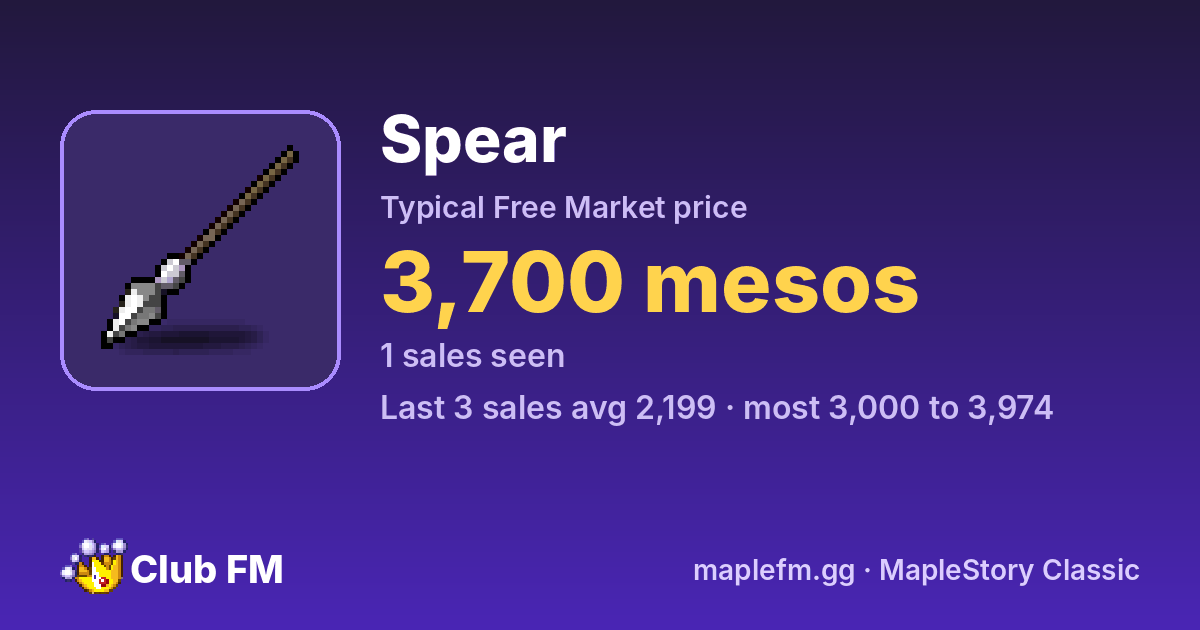 Spear
Typical Free Market price
3,700 mesos
1 sales seen
Last 3 sales avg 2,199 · most 3,000 to 3,974
Club FM
maplefm.gg · MapleStory Classic